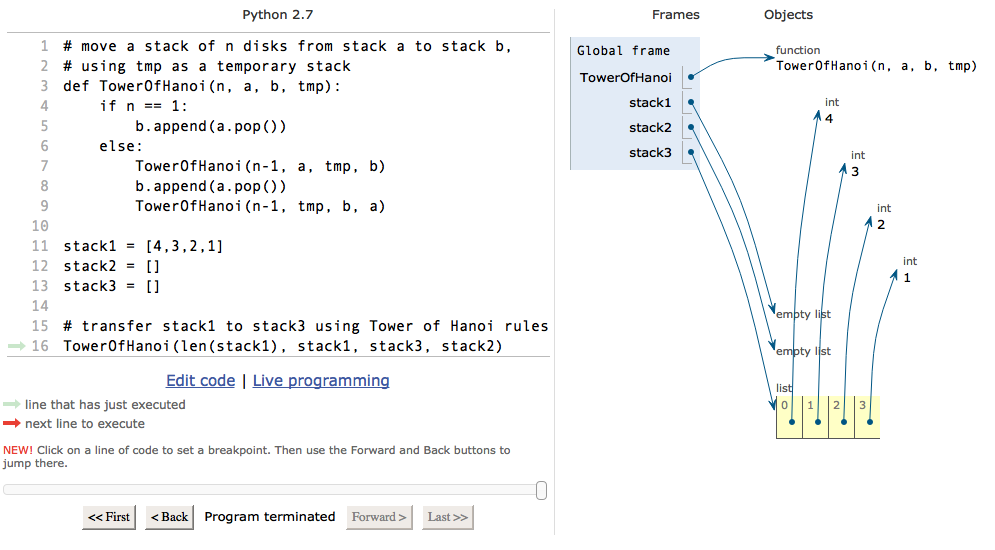 Python 2.7
1 # move a stack of n disks from stack a to stack b,
2 # using tmp as a temporary stack
3 def TowerOfHanoi(n, a, b, tmp):
4     if n == 1:
5         b.append(a.pop())
6     else:
7         TowerOfHanoi(n-1, a, tmp, b)
8         b.append(a.pop())
9         TowerOfHanoi(n-1, tmp, b, a)
10
11 stack1 = [4,3,2,1]
12 stack2 = []
13 stack3 = []
14
15 # transfer stack1 to stack3 using Tower of Hanoi rules
16 TowerOfHanoi(len(stack1), stack1, stack3, stack2)
Edit code | Live programming
line that has just executed
next line to execute
NEW! Click on a line of code to set a breakpoint. Then use the Forward and Back buttons to
jump there.
<< First < Back Program terminated Forward > Last >>
Frames Objects
Global frame
TowerOfHanoi
stack1
stack2
stack3
function
TowerOfHanoi(n, a, b, tmp)
int
4
int
3
int
2
int
1
empty list
empty list
list
0 1 2 3